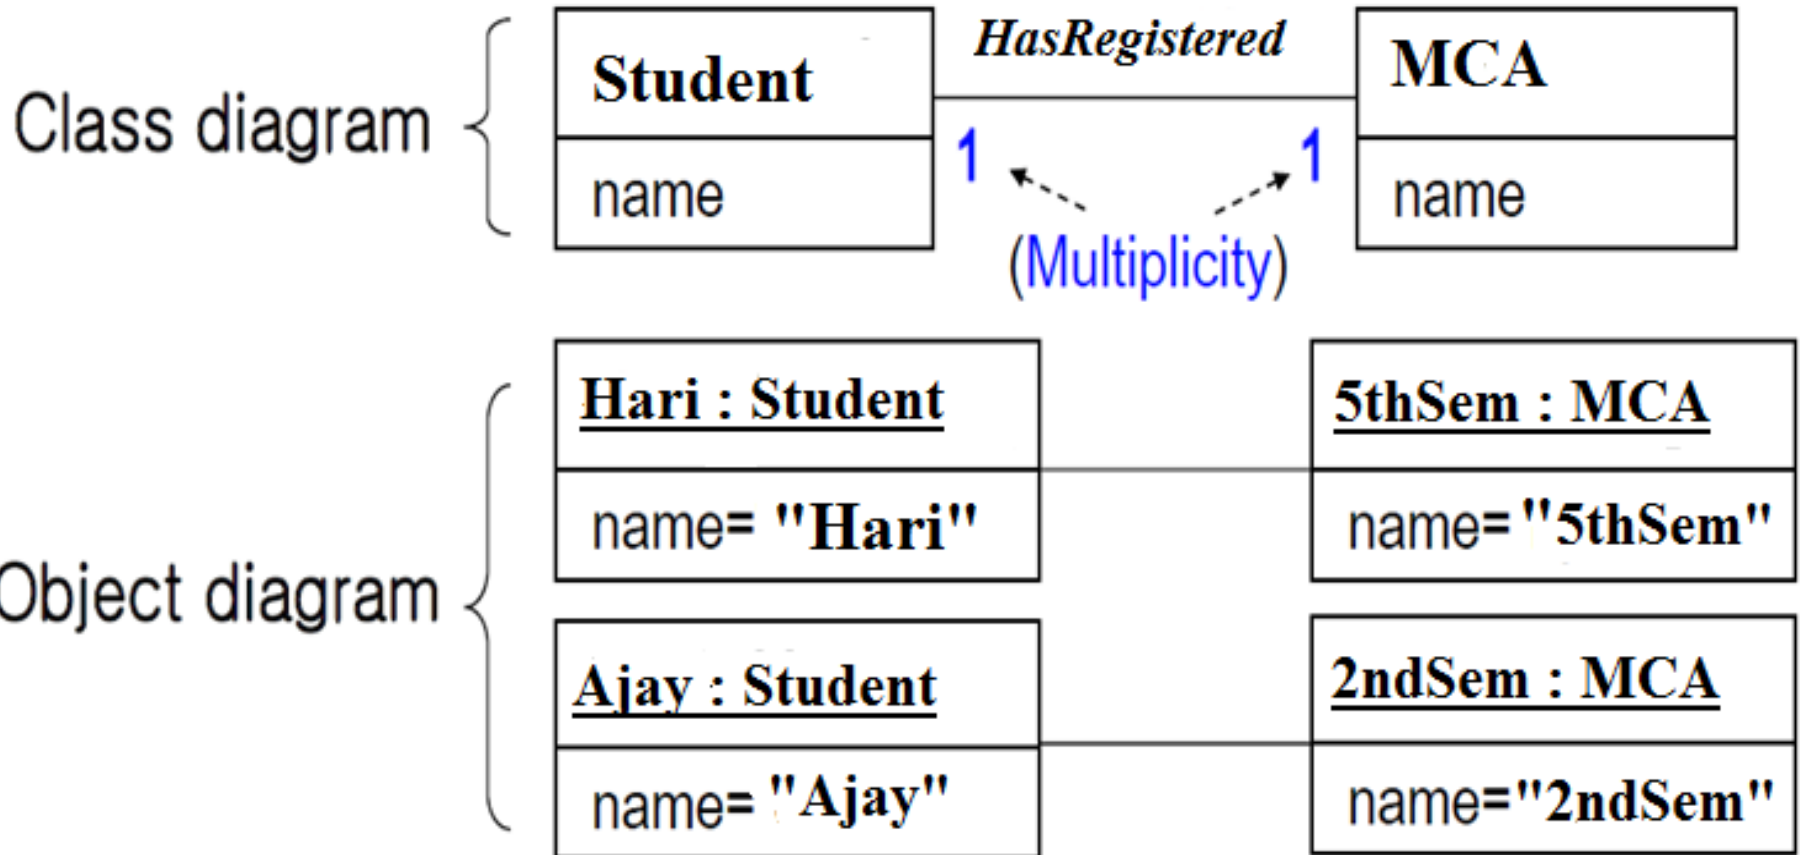 Class diagram
Student
HasRegistered
MCA
name
1
1
name
(Multiplicity)
Object diagram
Hari : Student
5thSem : MCA
name= "Hari"
name= "5thSem"
Ajay : Student
2ndSem : MCA
name= "Ajay"
name="2ndSem"